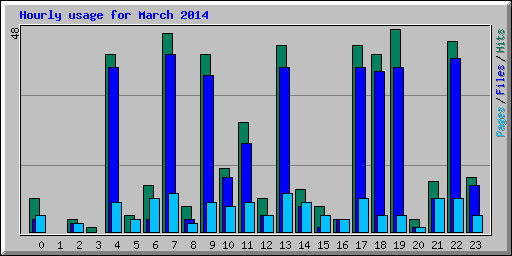 Hourly usage for March 2014
48
Pages / Files / Hits
0 1 2 3 4 5 6 7 8 9 10 11 12 13 14 15 16 17 18 19 20 21 22 23